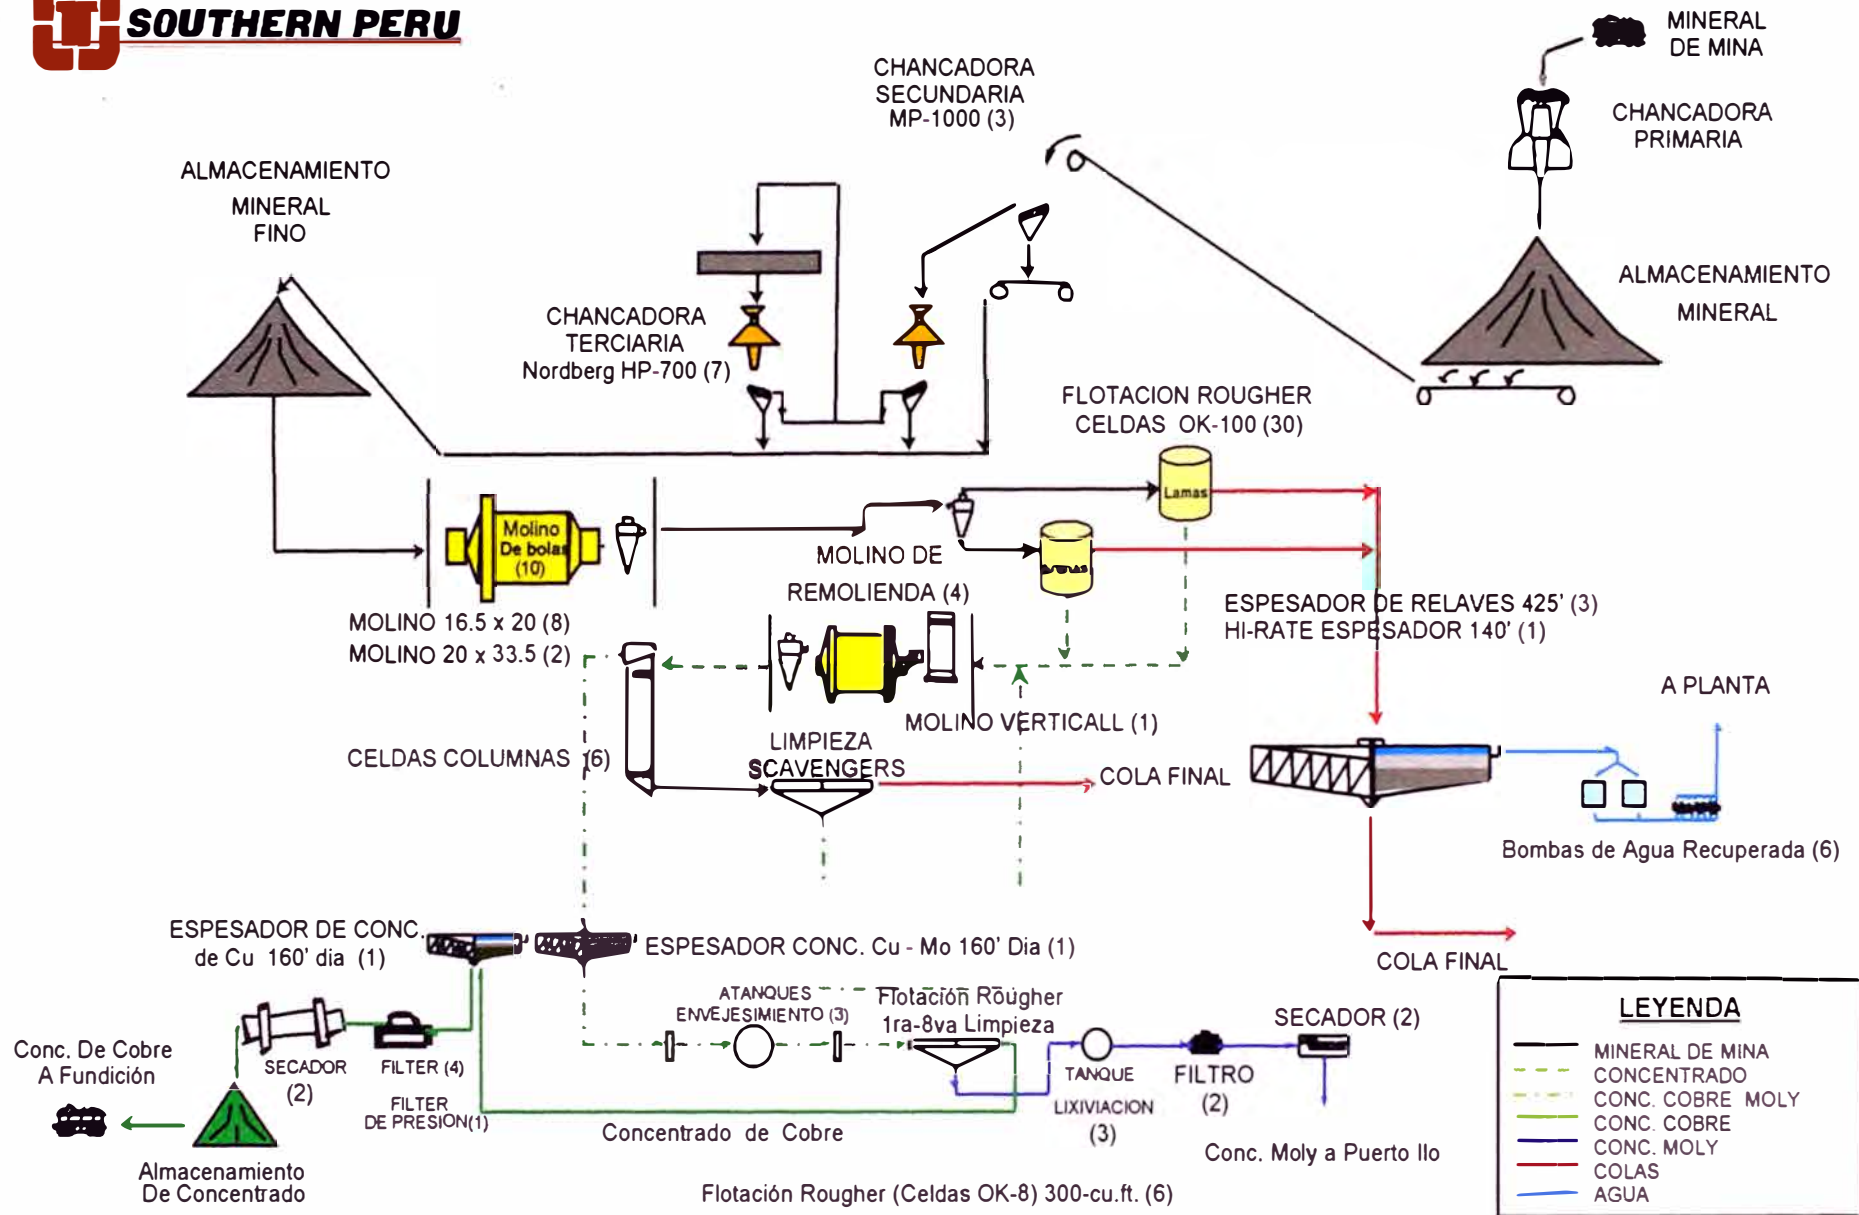 SOUTHERN PERU
MINERAL
DE MINA
CHANCADORA
PRIMARIA
CHANCADORA
SECUNDARIA
MP-1000 (3)
ALMACENAMIENTO
MINERAL
FINO
ALMACENAMIENTO
MINERAL
CHANCADORA
TERCIARIA
Nordberg HP-700 (7)
FLOTACION ROUGHER
CELDAS OK-100 (30)
Lamas
Molino
De bolas
(10)
MOLINO DE
REMOLIENDA (4)
MOLINO 16.5 x 20 (8)
MOLINO 20 x 33.5 (2)
ESPESADOR DE RELAVES 425' (3)
HI-RATE ESPESADOR 140' (1)
A PLANTA
MOLINO VERTICALL (1)
LIMPIEZA
SCAVENGERS
CELDAS COLUMNAS (6)
COLA FINAL
Bombas de Agua Recuperada (6)
ESPESADOR DE CONC.
de Cu 160' dia (1)
ESPESADOR CONC. Cu - Mo 160' Dia (1)
COLA FINAL
ATANQUES
ENVEJESIMIENTO (3)
Flotación Rougher
1ra-8va Limpieza
SECADOR (2)
Conc. De Cobre
A Fundición
SECADOR
(2)
FILTER (4)
FILTER
DE PRESION(1)
TANQUE
LIXIVIACION
(3)
FILTRO
(2)
Concentrado de Cobre
Conc. Moly a Puerto Ilo
Almacenamiento
De Concentrado
Flotación Rougher (Celdas OK-8) 300-cu.ft. (6)
LEYENDA
MINERAL DE MINA
CONCENTRADO
CONC. COBRE MOLY
CONC. COBRE
CONC. MOLY
COLAS
AGUA